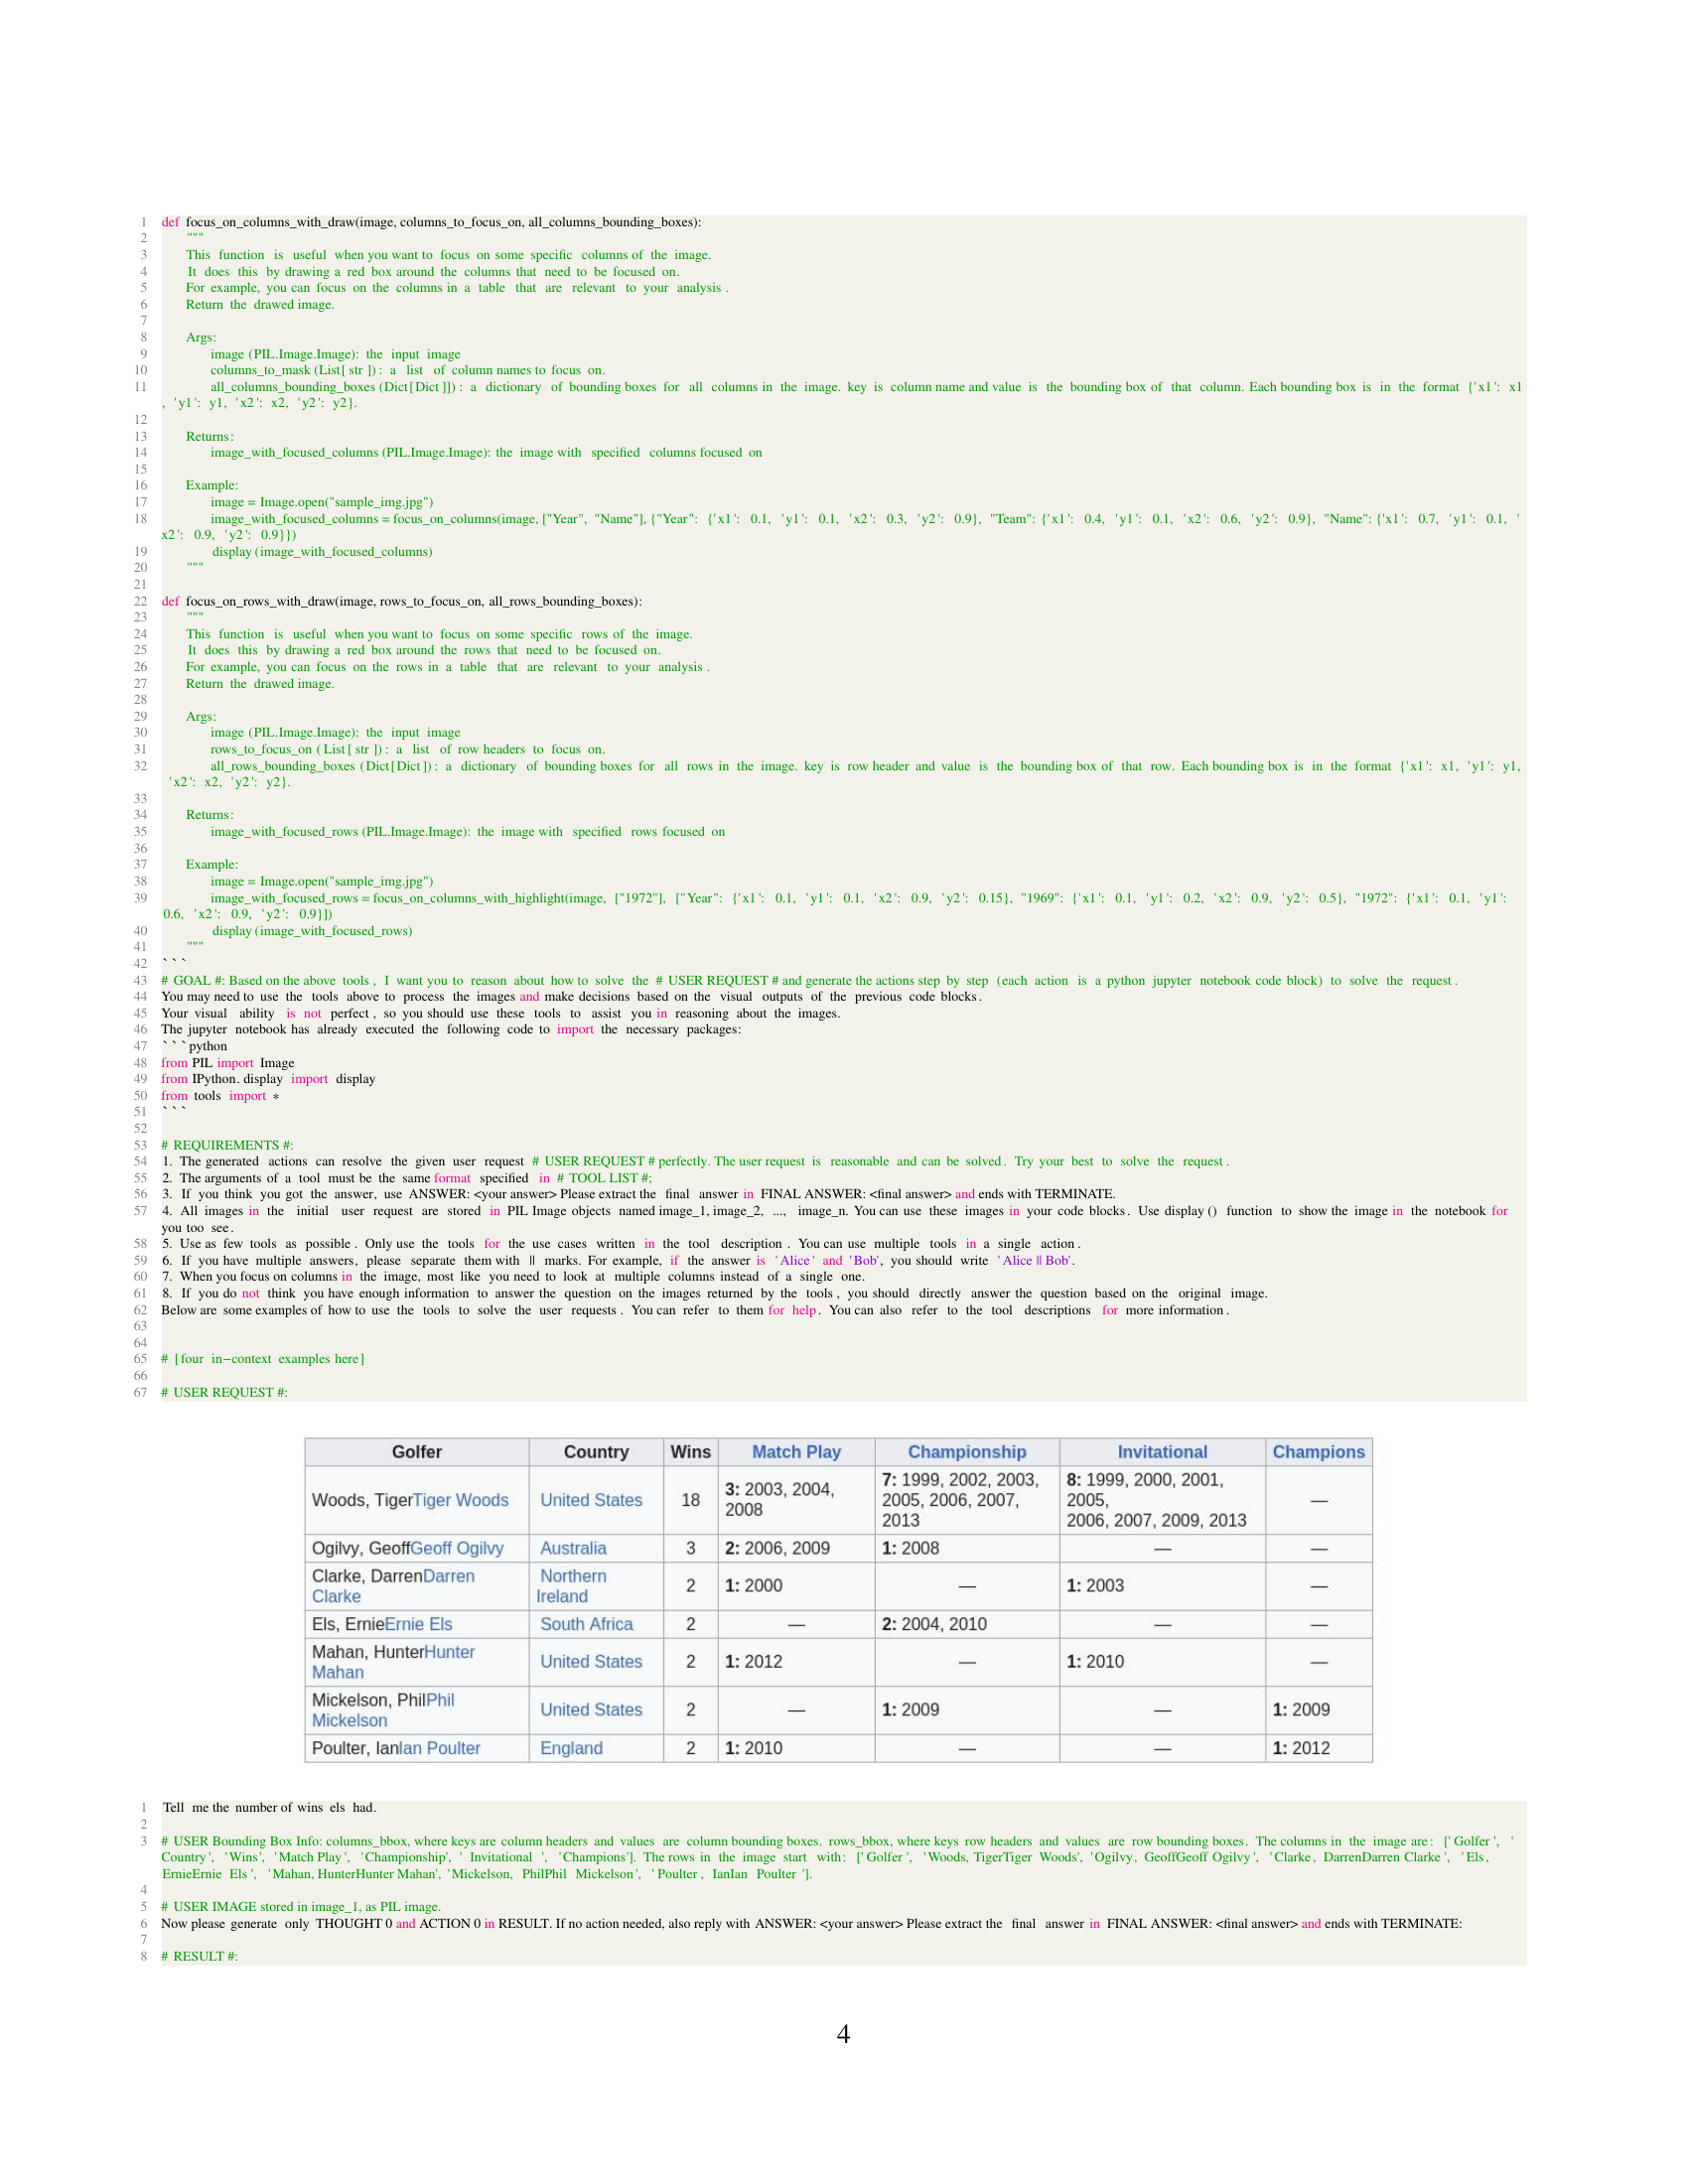 1 def focus_on_columns_with_draw(image, columns_to_focus_on, all_columns_bounding_boxes):
2 """
3 This function is useful when you want to focus on some specific columns of the image.
4 It does this by drawing a red box around the columns that need to be focused on.
5 For example, you can focus on the columns in a table that are relevant to your analysis .
6 Return the drawed image.
7
8 Args:
9 image (PIL.Image.Image): the input image
10 columns_to_mask (List[ str ]) : a list of column names to focus on.
11 all_columns_bounding_boxes (Dict[Dict ]]) : a dictionary of bounding boxes for all columns in the image. key is column name and value is the bounding box of that column. Each bounding box is in the format {'x1': x1
, 'y1': y1, 'x2': x2, 'y2': y2}.
12
13 Returns:
14 image_with_focused_columns (PIL.Image.Image): the image with specified columns focused on
15
16 Example:
17 image = Image.open("sample_img.jpg")
18 image_with_focused_columns = focus_on_columns(image, ["Year", "Name"], {"Year": {'x1': 0.1, 'y1': 0.1, 'x2': 0.3, 'y2': 0.9}, "Team": {'x1': 0.4, 'y1': 0.1, 'x2': 0.6, 'y2': 0.9}, "Name": {'x1': 0.7, 'y1': 0.1, '
x2': 0.9, 'y2': 0.9}})
19 display (image_with_focused_columns)
20 """
21
22 def focus_on_rows_with_draw(image, rows_to_focus_on, all_rows_bounding_boxes):
23 """
24 This function is useful when you want to focus on some specific rows of the image.
25 It does this by drawing a red box around the rows that need to be focused on.
26 For example, you can focus on the rows in a table that are relevant to your analysis .
27 Return the drawed image.
28
29 Args:
30 image (PIL.Image.Image): the input image
31 rows_to_focus_on ( List [ str ]) : a list of row headers to focus on.
32 all_rows_bounding_boxes (Dict[Dict ]) : a dictionary of bounding boxes for all rows in the image. key is row header and value is the bounding box of that row. Each bounding box is in the format {'x1': x1, 'y1': y1,
'x2': x2, 'y2': y2}.
33
34 Returns:
35 image_with_focused_rows (PIL.Image.Image): the image with specified rows focused on
36
37 Example:
38 image = Image.open("sample_img.jpg")
39 image_with_focused_rows = focus_on_columns_with_highlight(image, ["1972"], ["Year": {'x1': 0.1, 'y1': 0.1, 'x2': 0.9, 'y2': 0.15}, "1969": {'x1': 0.1, 'y1': 0.2, 'x2': 0.9, 'y2': 0.5}, "1972": {'x1': 0.1, 'y1':
0.6, 'x2': 0.9, 'y2': 0.9}])
40 display (image_with_focused_rows)
41 """
42 ```
43 # GOAL #: Based on the above tools , I want you to reason about how to solve the # USER REQUEST # and generate the actions step by step (each action is a python jupyter notebook code block) to solve the request .
44 You may need to use the tools above to process the images and make decisions based on the visual outputs of the previous code blocks .
45 Your visual ability is not perfect , so you should use these tools to assist you in reasoning about the images.
46 The jupyter notebook has already executed the following code to import the necessary packages:
47 ```python
48 from PIL import Image
49 from IPython. display import display
50 from tools import *
51 ```
52
53 # REQUIREMENTS #:
54 1. The generated actions can resolve the given user request # USER REQUEST # perfectly. The user request is reasonable and can be solved . Try your best to solve the request .
55 2. The arguments of a tool must be the same format specified in # TOOL LIST #;
56 3. If you think you got the answer, use ANSWER: <your answer> Please extract the final answer in FINAL ANSWER: <final answer> and ends with TERMINATE.
57 4. All images in the initial user request are stored in PIL Image objects named image_1, image_2, ..., image_n. You can use these images in your code blocks. Use display () function to show the image in the notebook for
you too see .
58 5. Use as few tools as possible . Only use the tools for the use cases written in the tool description . You can use multiple tools in a single action .
59 6. If you have multiple answers, please separate them with || marks. For example, if the answer is 'Alice' and 'Bob', you should write 'Alice || Bob'.
60 7. When you focus on columns in the image, most like you need to look at multiple columns instead of a single one.
61 8. If you do not think you have enough information to answer the question on the images returned by the tools , you should directly answer the question based on the original image.
62 Below are some examples of how to use the tools to solve the user requests . You can refer to them for help. You can also refer to the tool descriptions for more information .
63
64
65 # [four in-context examples here]
66
67 # USER REQUEST #:
Golfer Country Wins Match Play Championship Invitational Champions
Woods, TigerTiger Woods United States 18 3: 2003, 2004, 2008 7: 1999, 2002, 2003, 2005, 2006, 2007, 2013 8: 1999, 2000, 2001, 2005, 2006, 2007, 2009, 2013 —
Ogilvy, GeoffGeoff Ogilvy Australia 3 2: 2006, 2009 1: 2008 — —
Clarke, DarrenDarren Clarke Northern Ireland 2 1: 2000 — 1: 2003 —
Els, ErnieErnie Els South Africa 2 — 2: 2004, 2010 — —
Mahan, HunterHunter Mahan United States 2 1: 2012 — 1: 2010 —
Mickelson, PhilPhil Mickelson United States 2 — 1: 2009 — 1: 2009
Poulter, IanIan Poulter England 2 1: 2010 — — 1: 2012
1 Tell me the number of wins els had.
2
3 # USER Bounding Box Info: columns_bbox, where keys are column headers and values are column bounding boxes. rows_bbox, where keys row headers and values are row bounding boxes. The columns in the image are: ['Golfer', '
Country', 'Wins', 'Match Play', 'Championship', ' Invitational ', 'Champions']. The rows in the image start with: ['Golfer', 'Woods, TigerTiger Woods', 'Ogilvy, GeoffGeoff Ogilvy', 'Clarke, DarrenDarren Clarke', 'Els,
ErnieErnie Els', 'Mahan, HunterHunter Mahan', 'Mickelson, PhilPhil Mickelson', ' Poulter , IanIan Poulter '].
4
5 # USER IMAGE stored in image_1, as PIL image.
6 Now please generate only THOUGHT 0 and ACTION 0 in RESULT. If no action needed, also reply with ANSWER: <your answer> Please extract the final answer in FINAL ANSWER: <final answer> and ends with TERMINATE:
7
8 # RESULT #:
4